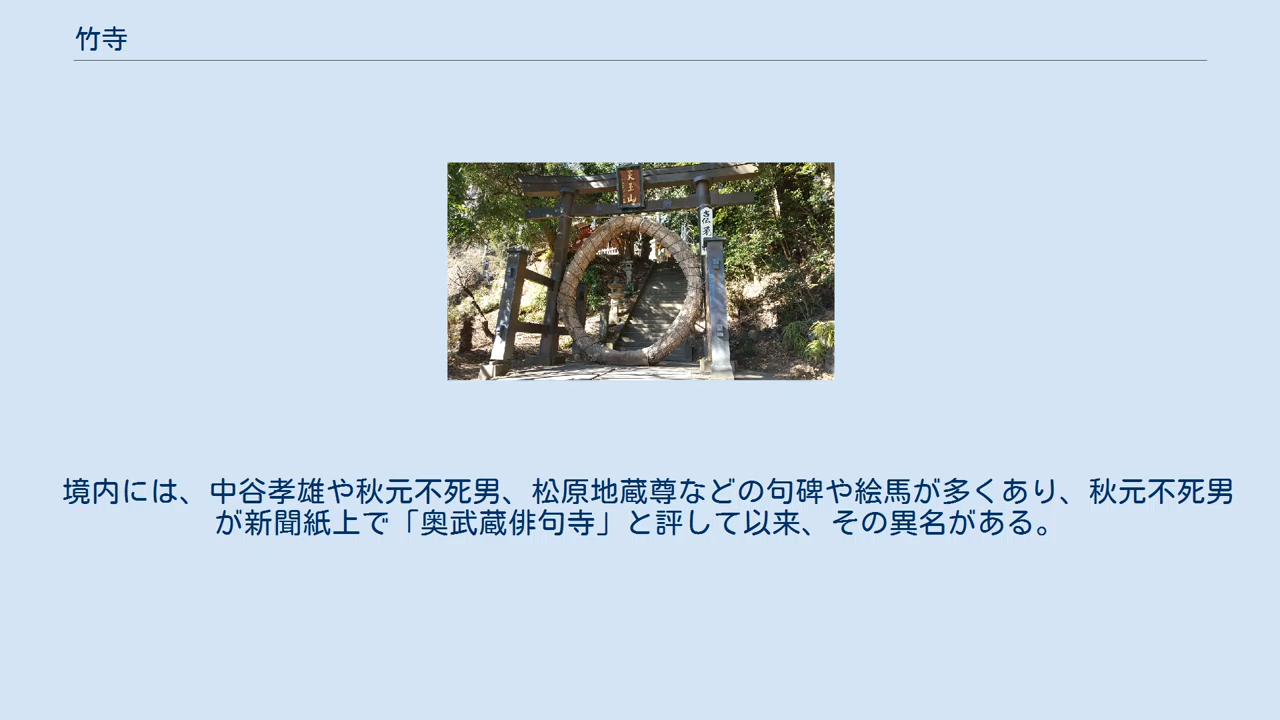 竹寺
天王山
境内には、中谷孝雄や秋元不死男、松原地蔵尊などの句碑や絵馬が多くあり、秋元不死男
が新聞紙上で「奥武蔵俳句寺」と評して以来、その異名がある。